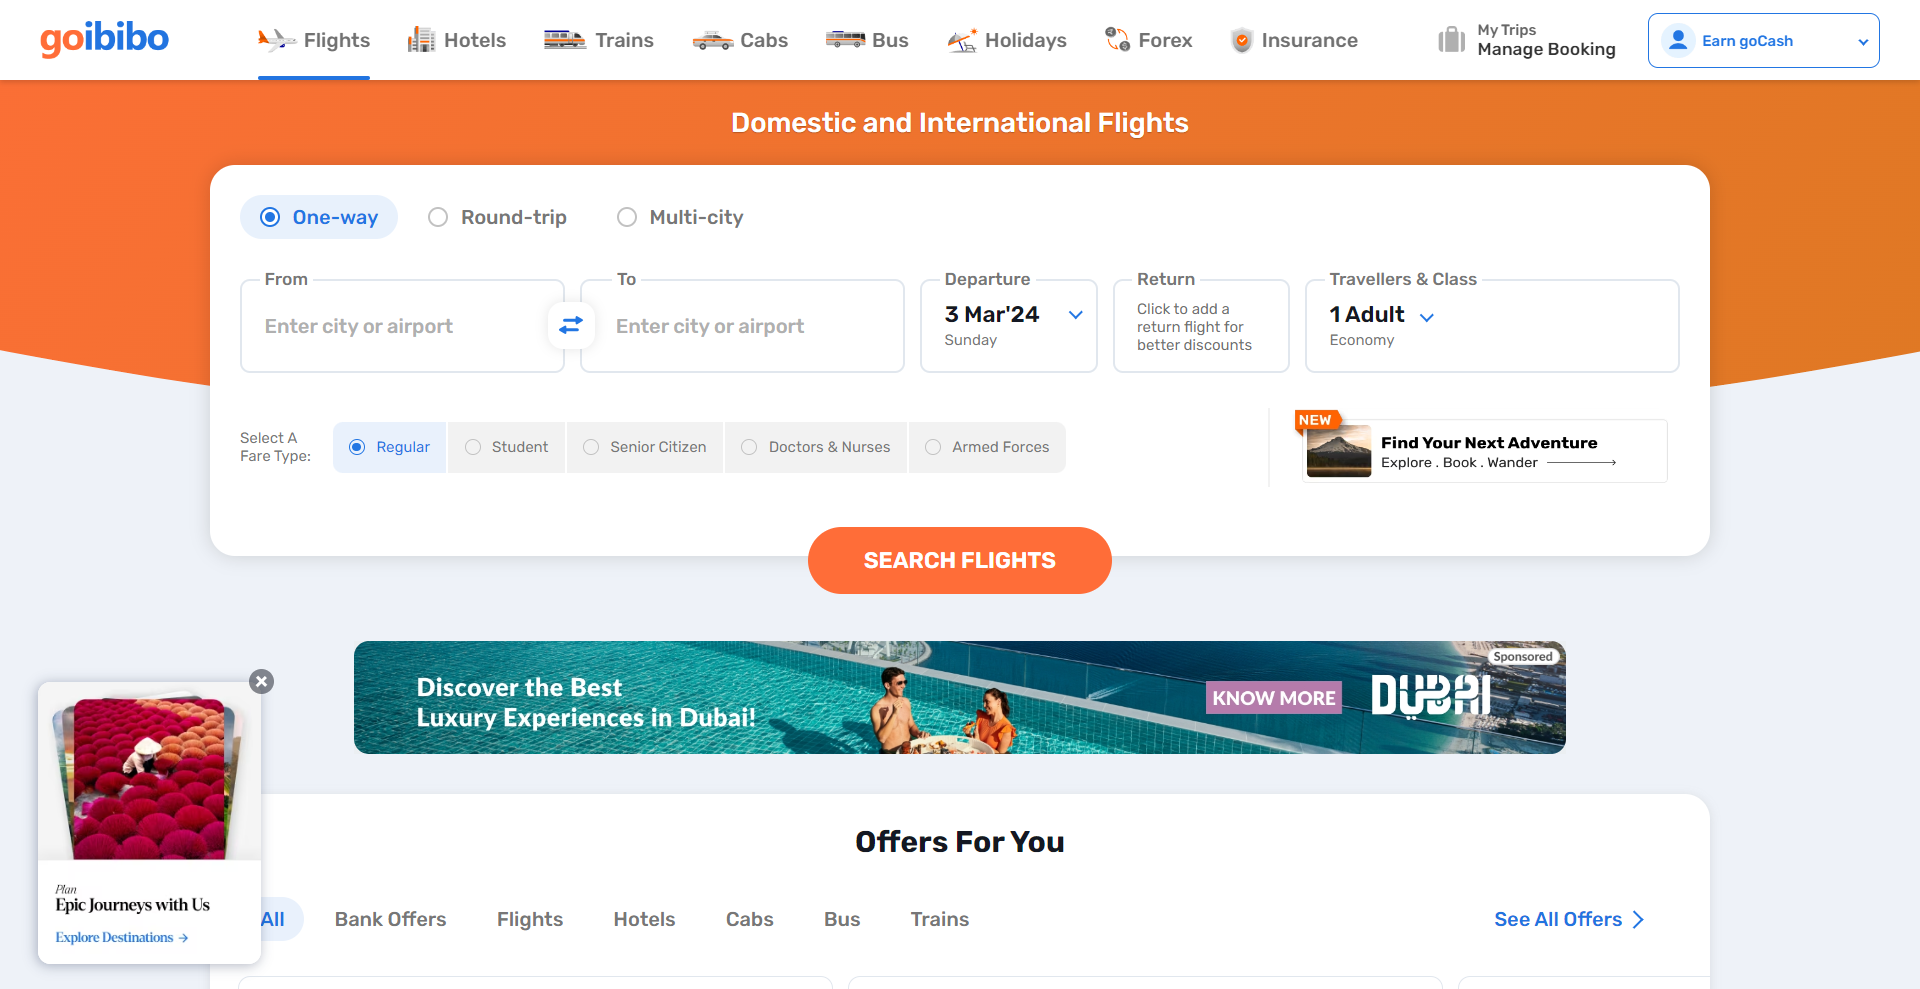 goibibo
Flights
Hotels
Trains
Cabs
Bus
Holidays
Forex
Insurance
My Trips
Manage Booking
Earn goCash
Domestic and International Flights
One-way
Round-trip
Multi-city
From
Enter city or airport
To
Enter city or airport
Departure
3 Mar'24
Sunday
Return
Click to add a
return flight for
better discounts
Travellers & Class
1 Adult
Economy
Select A
Fare Type:
Regular
Student
Senior Citizen
Doctors & Nurses
Armed Forces
NEW
Find Your Next Adventure
Explore . Book . Wander
SEARCH FLIGHTS
Discover the Best
Luxury Experiences in Dubai!
KNOW MORE
DUBAI
Sponsored
Plan
Epic Journeys with Us
Explore Destinations →
Offers For You
All
Bank Offers
Flights
Hotels
Cabs
Bus
Trains
See All Offers